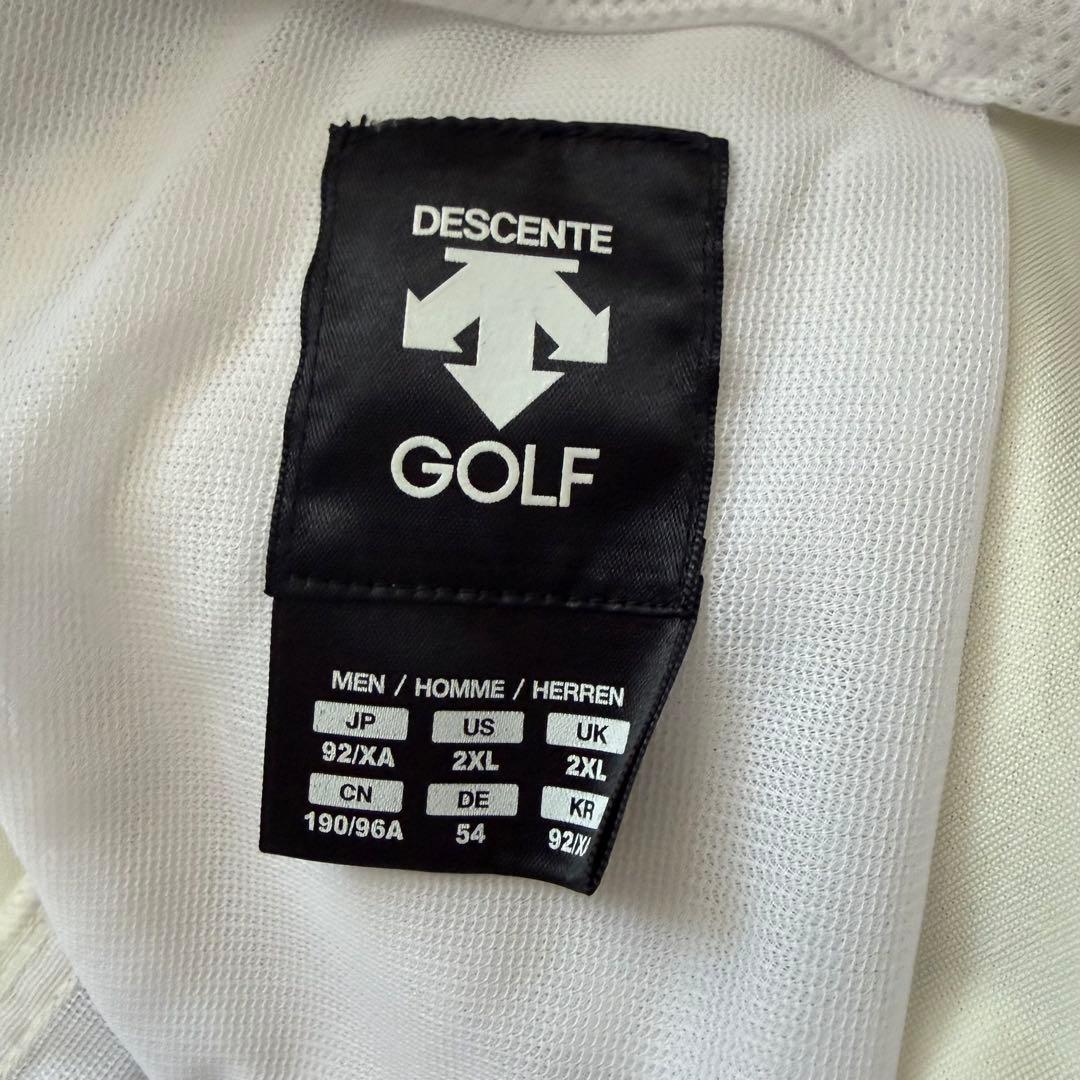 DESCENTE
GOLF
MEN / HOMME / HERREN
JP US UK
92/XA 2XL 2XL
CN DE KR
190/96A 54